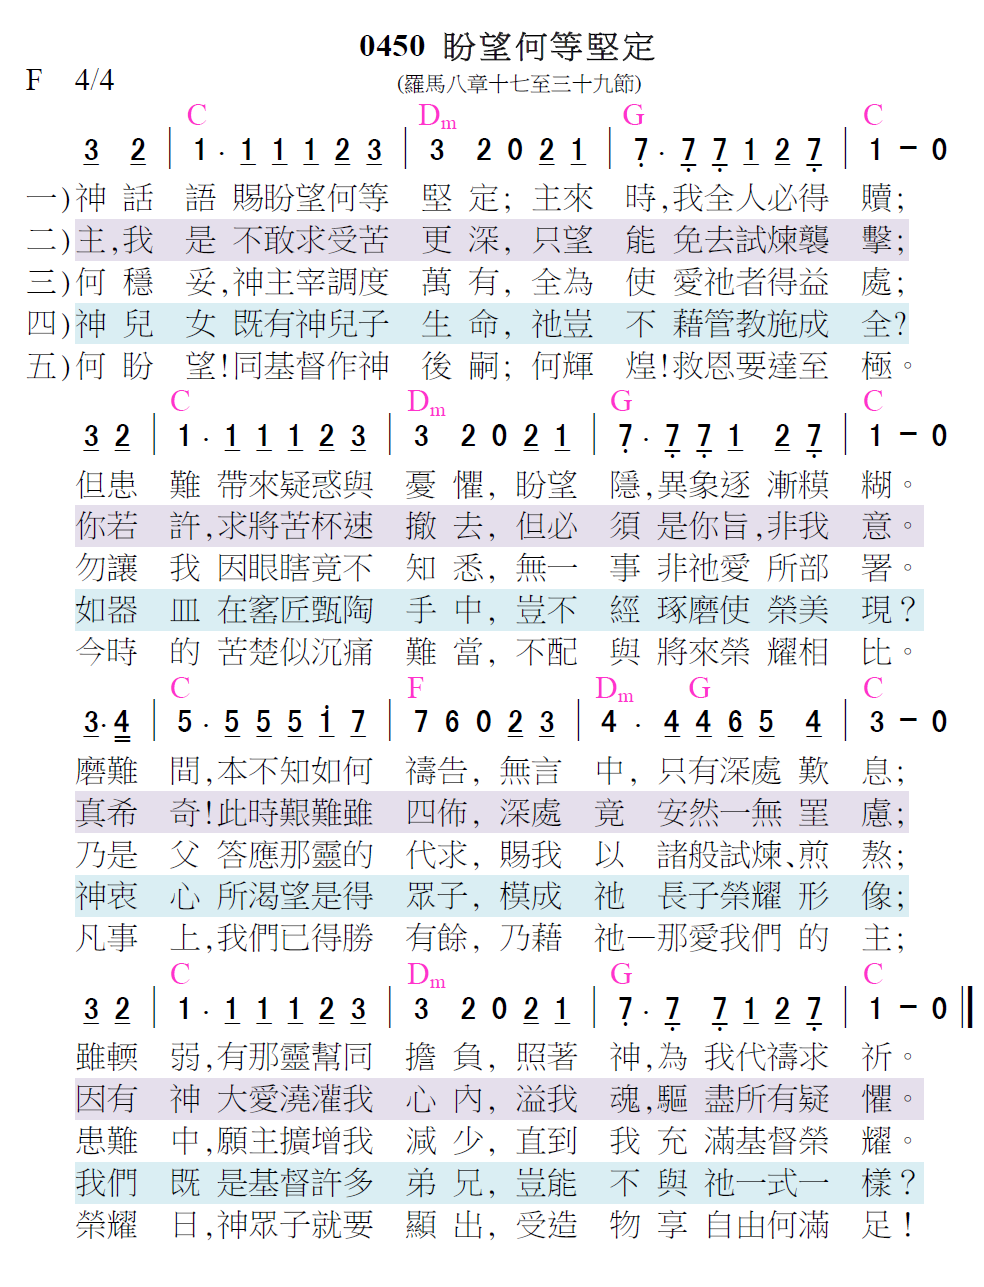 0450 盼望何等堅定
F 4/4 (羅馬八章十七至三十九節)
C Dm G C
3 2 | 1 · 1 1 1 2 3 | 3 2 0 2 1 | 7 · 7 7 1 2 7 | 1 − 0
一)神話語賜盼望何等堅定; 主來時,我全人必得贖;
二)主,我是不敢求受苦更深, 只望能免去試煉襲擊;
三)何穩妥,神主宰調度萬有, 全為使愛祂者得益處;
四)神兒女既有神兒子生命, 祂豈不藉管教施成全?
五)何盼望!同基督作神後嗣; 何輝煌!救恩要達至極。
C Dm G C
3 2 | 1 · 1 1 1 2 3 | 3 2 0 2 1 | 7 · 7 7 1 2 7 | 1 − 0
但患難帶來疑惑與憂懼, 盼望隱,異象逐漸糢糊。
你若許,求將苦杯速撤去, 但必須是你旨,非我意。
勿讓我因眼瞎竟不知悉, 無一事非祂愛所部署。
如器皿在窰匠甄陶手中, 豈不經琢磨使榮美現?
今時的苦楚似沉痛難當, 不配與將來榮耀相比。
C F Dm G C
3· 4 | 5 · 5 5 5 i 7 | 7 6 0 2 3 | 4 · 4 4 6 5 4 | 3 − 0
磨難間,本不知如何禱告, 無言中, 只有深處歎息;
真希奇!此時艱難雖四佈, 深處竟安然一無罣慮;
乃是父答應那靈的代求, 賜我以諸般試煉、煎熬;
神衷心所渴望是得眾子, 模成祂長子榮耀形像;
凡事上,我們已得勝有餘, 乃藉祂—那愛我們的主;
C Dm G C
3 2 | 1 · 1 1 1 2 3 | 3 2 0 2 1 | 7 · 7 7 1 2 7 | 1 − 0
雖輭弱,有那靈幫同擔負, 照著神,為我代禱求祈。
因有神大愛澆灌我心內, 溢我魂,驅盡所有疑懼。
患難中,願主擴增我減少, 直到我充滿基督榮耀。
我們既是基督許多弟兄, 豈能不與祂一式一樣?
榮耀日,神眾子就要顯出, 受造物享自由何滿足!